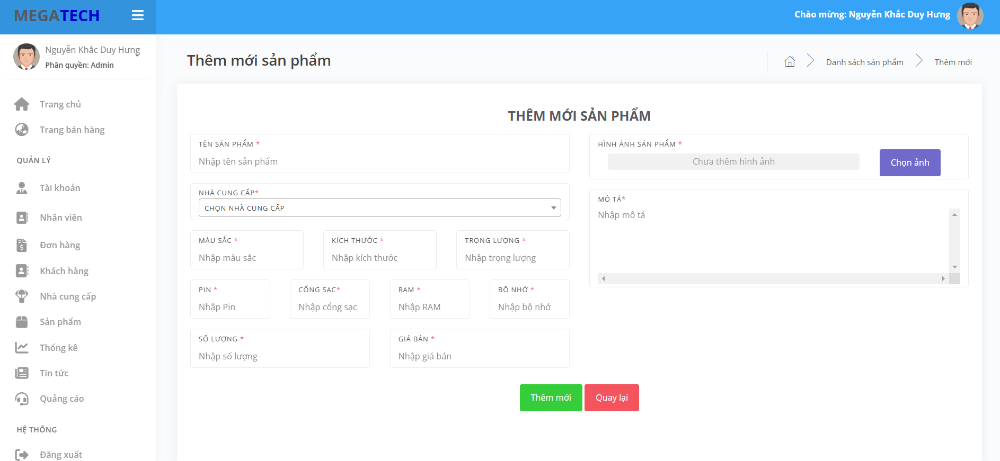 MEGATECH
Chào mừng: Nguyễn Khắc Duy Hưng
Nguyễn Khắc Duy Hưng
Phân quyền: Admin
Trang chủ
Trang bán hàng
QUẢN LÝ
Tài khoản
Nhân viên
Đơn hàng
Khách hàng
Nhà cung cấp
Sản phẩm
Thống kê
Tin tức
Quảng cáo
HỆ THỐNG
Đăng xuất
Thêm mới sản phẩm
Danh sách sản phẩm
Thêm mới
THÊM MỚI SẢN PHẨM
TÊN SẢN PHẨM *
Nhập tên sản phẩm
NHÀ CUNG CẤP*
CHỌN NHÀ CUNG CẤP
MÀU SẮC *
Nhập màu sắc
KÍCH THƯỚC *
Nhập kích thước
TRỌNG LƯỢNG *
Nhập trọng lượng
PIN *
Nhập Pin
CỔNG SẠC*
Nhập cổng sạc
RAM *
Nhập RAM
BỘ NHỚ *
Nhập bộ nhớ
SỐ LƯỢNG *
Nhập số lượng
GIÁ BÁN *
Nhập giá bán
HÌNH ẢNH SẢN PHẨM *
Chưa thêm hình ảnh
Chọn ảnh
MÔ TẢ*
Nhập mô tả
Thêm mới
Quay lại